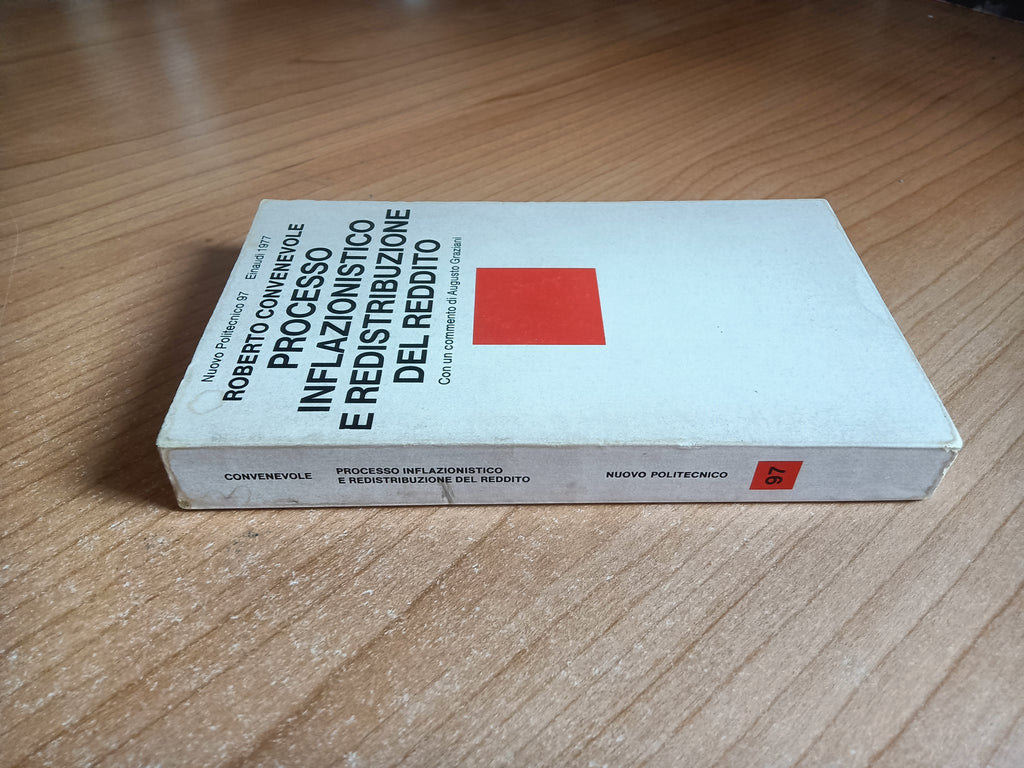 Nuovo Politecnico 97 Einaudi 1977
ROBERTO CONVENEVOLE
PROCESSO
INFLAZIONISTICO
E REDISTRIBUZIONE
DEL REDDITO
Con un commento di Augusto Graziani
CONVENEVOLE
PROCESSO INFLAZIONISTICO
E REDISTRIBUZIONE DEL REDDITO
NUOVO POLITECNICO
97